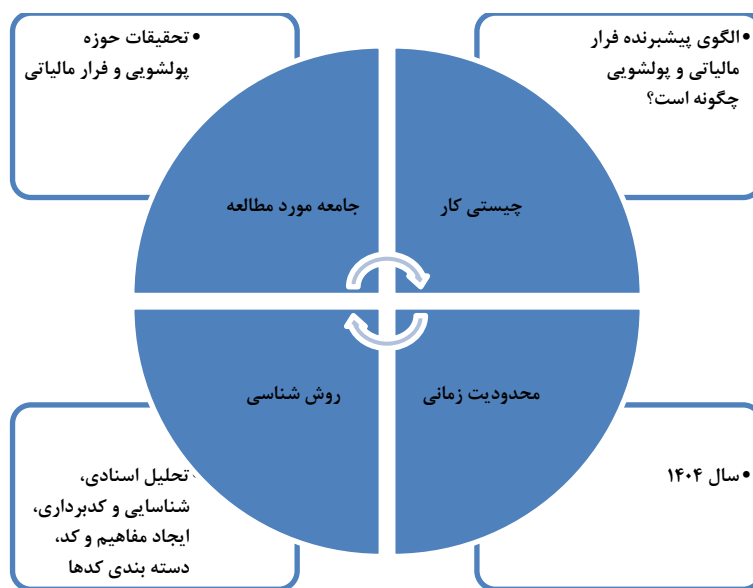 • الگوی پیشبرنده فرار
مالیاتی و پولشویی
چگونه است؟
• تحقیقات حوزه
پولشویی و فرار مالیاتی
چیستی کار
جامعه مورد مطالعه
محدودیت زمانی
روش شناسی
• سال ۱۴۰۴
• تحلیل اسنادی،
شناسایی و کدبرداری،
ایجاد مفاهیم و کد،
دسته بندی کدها